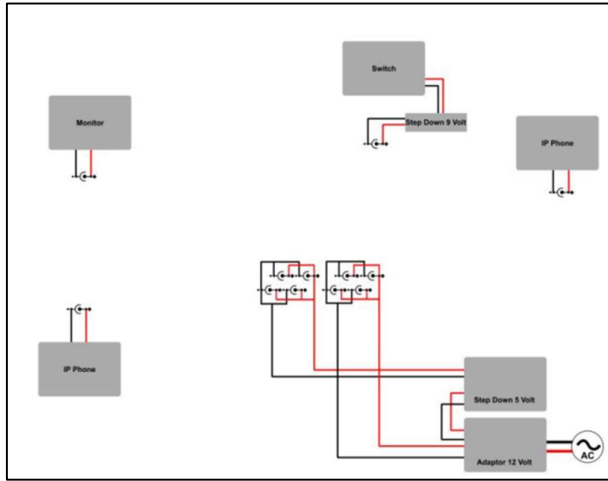 Switch
Monitor
Step Down 9 Volt
IP Phone
IP Phone
Step Down 5 Volt
Adaptor 12 Volt
AC